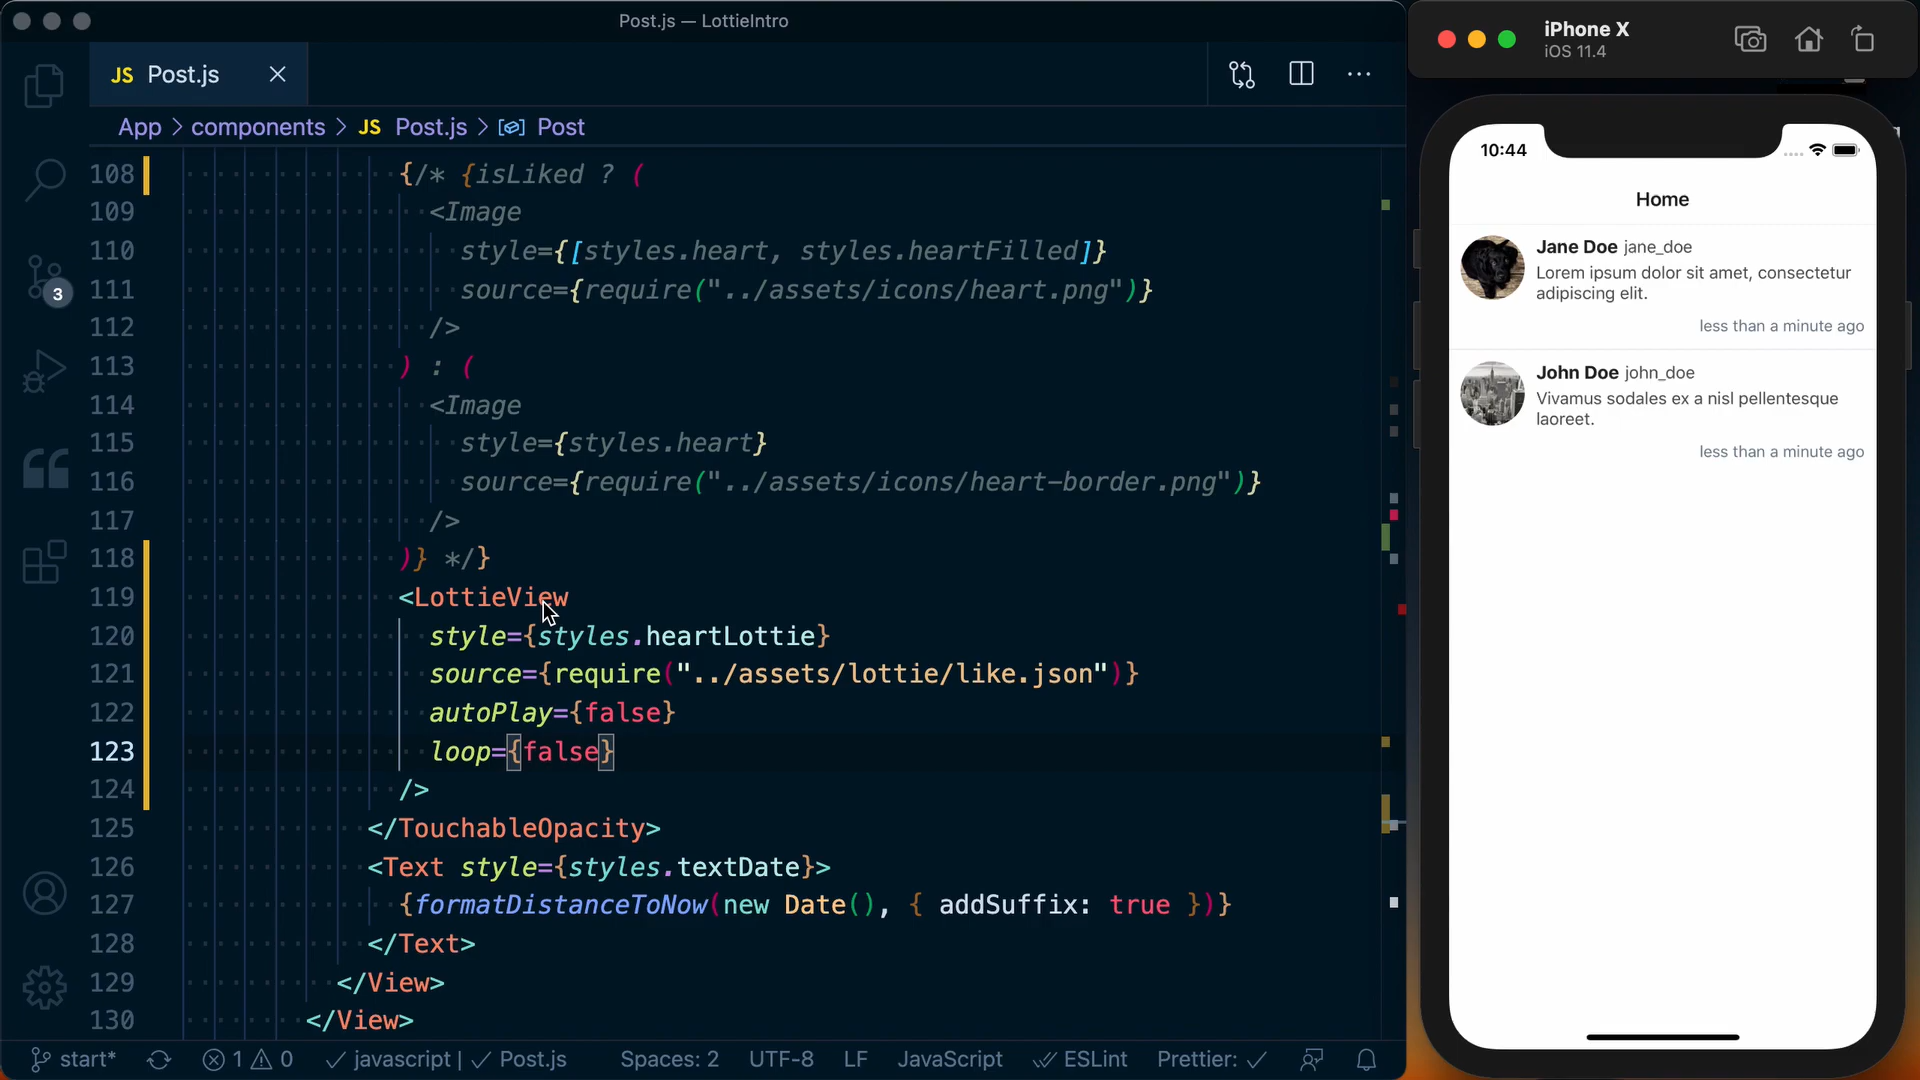 Post.js — LottieIntro
JS Post.js
App > components > JS Post.js > Post
108 {/* {isLiked ? (
109 <Image
110 style={[styles.heart, styles.heartFilled]}
111 source={require("../assets/icons/heart.png")}
112 />
113 ) : (
114 <Image
115 style={styles.heart}
116 source={require("../assets/icons/heart-border.png")}
117 />
118 )} */}
119 <LottieView
120 style={styles.heartLottie}
121 source={require("../assets/lottie/like.json")}
122 autoPlay={false}
123 loop={false}
124 />
125 </TouchableOpacity>
126 <Text style={styles.textDate}>
127 {formatDistanceToNow(new Date(), { addSuffix: true })}
128 </Text>
129 </View>
130 </View>
3
start* 1 0 javascript | Post.js Spaces: 2 UTF-8 LF JavaScript ESLint Prettier:
iPhone X
iOS 11.4
10:44
Home
Jane Doe jane_doe
Lorem ipsum dolor sit amet, consectetur
adipiscing elit.
less than a minute ago
John Doe john_doe
Vivamus sodales ex a nisl pellentesque
laoreet.
less than a minute ago